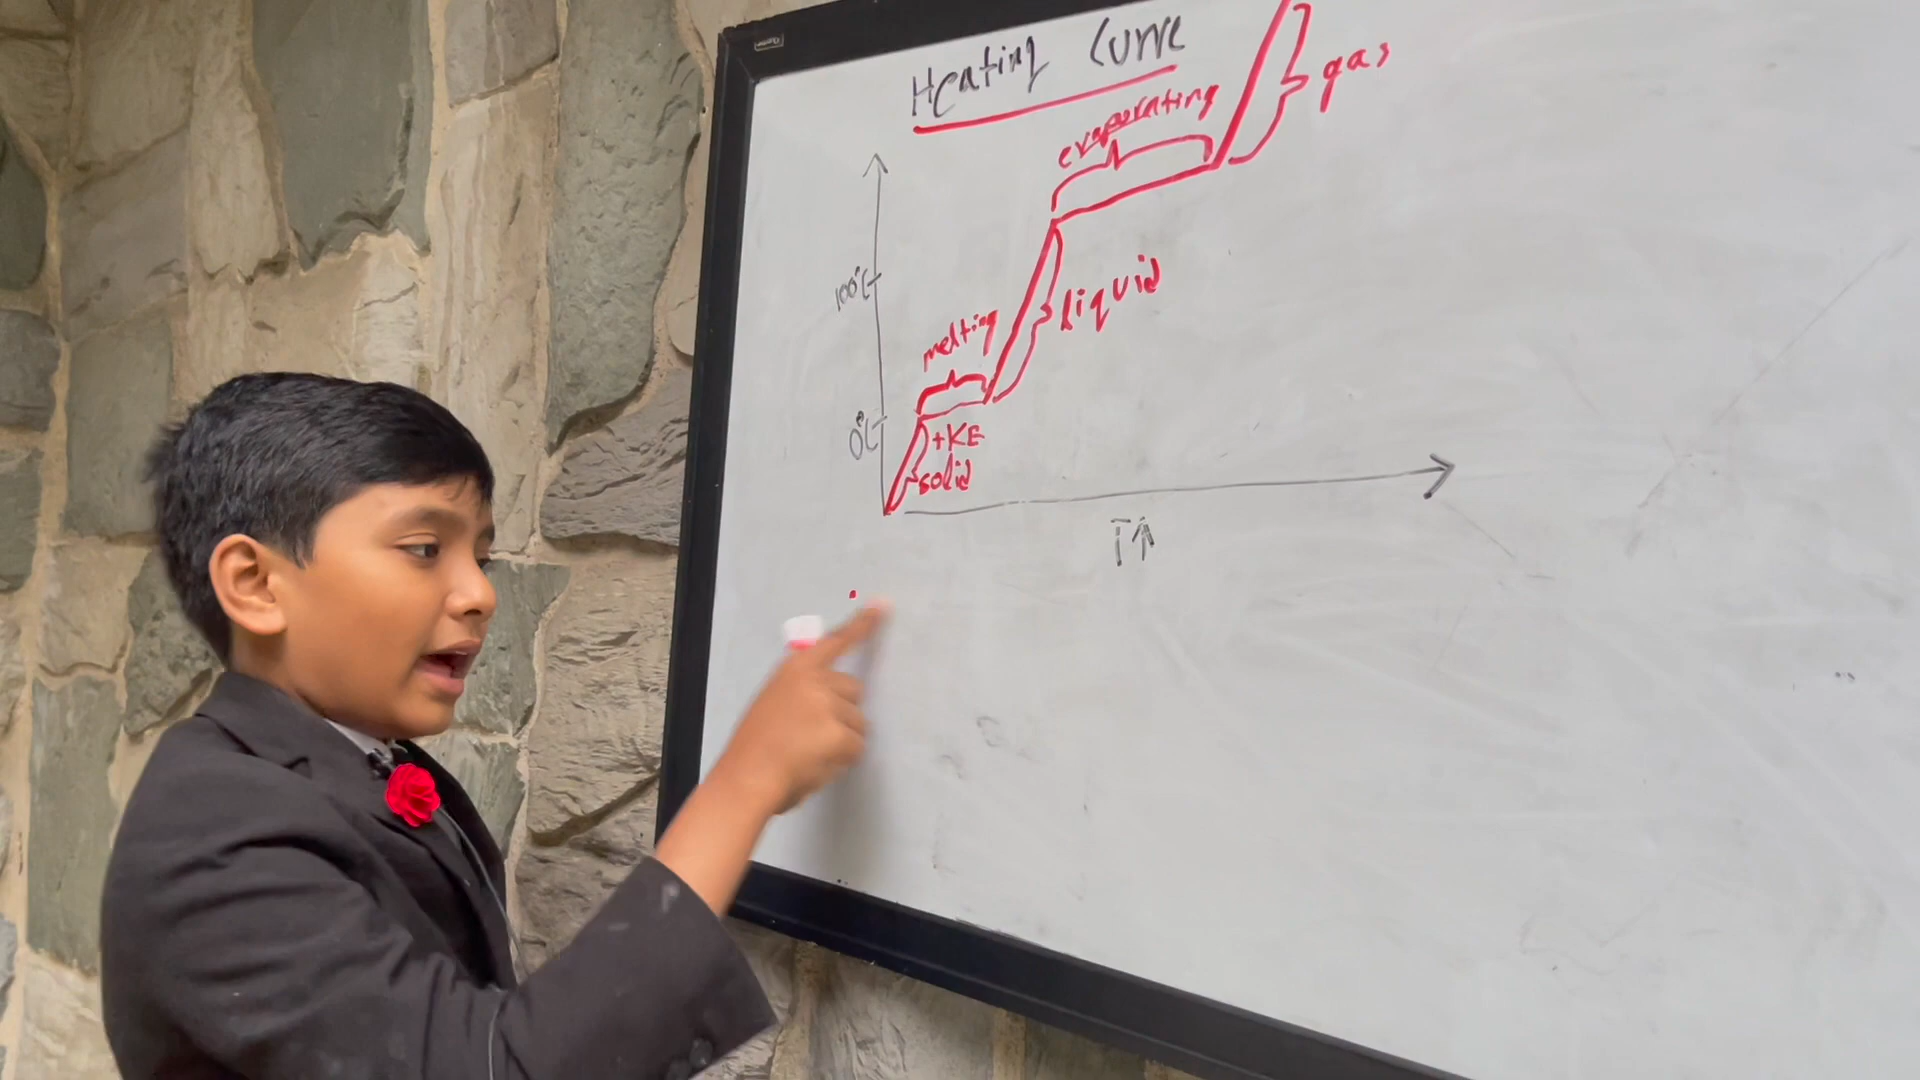 Heating Curve
gas
evaporating
100°C
liquid
melting
0°C
+KE
solid
T↑